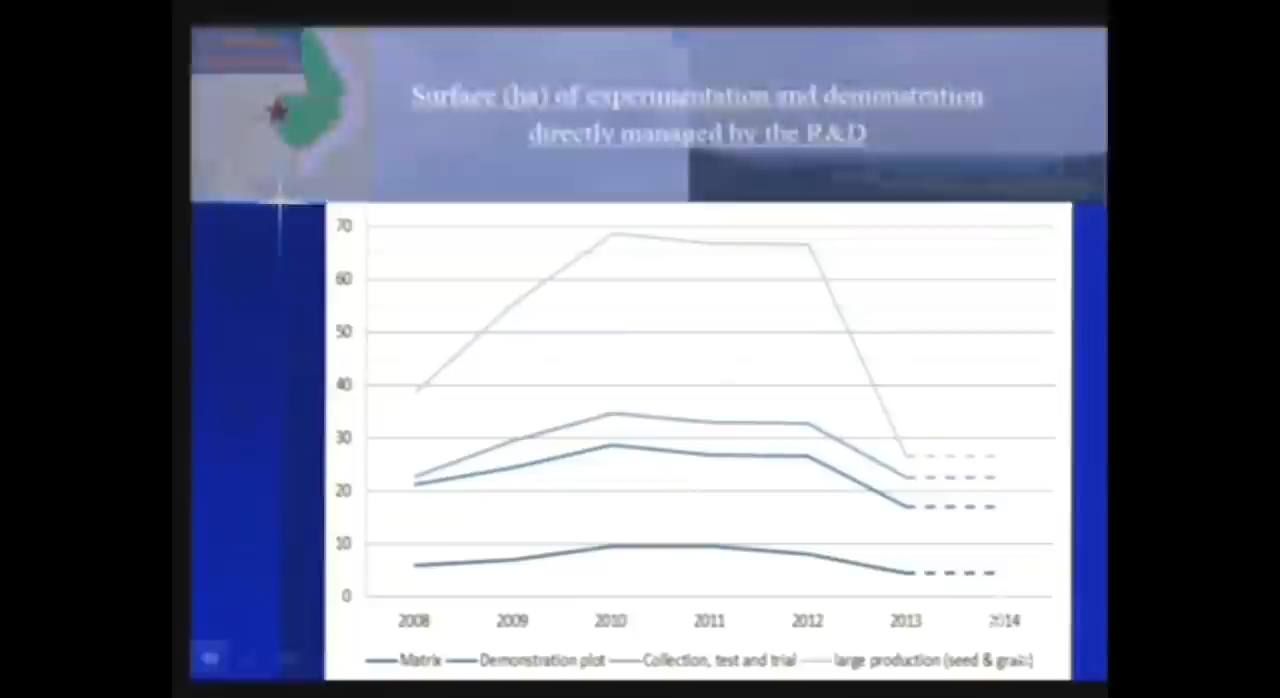 Surface (ha) of experimentation and demonstration
directly managed by the R&D
70
60
50
40
30
20
10
0
2008 2009 2010 2011 2012 2013 2014
Matrix Demonstration plot Collection, test and trial large production (seed & grain)